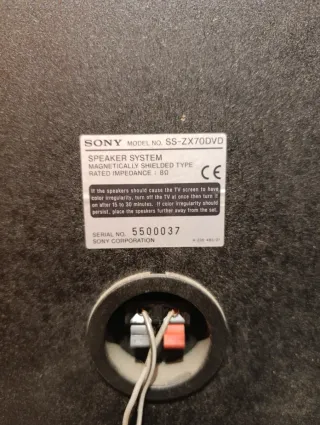 SONY MODEL NO. SS-ZX70DVD
SPEAKER SYSTEM
MAGNETICALLY SHIELDED TYPE
RATED IMPEDANCE : 8Ω
CE
If the speakers should cause the TV screen to have
color irregularity, turn off the TV at once then turn it
on after 15 to 30 minutes. If color irregularity should
persist, place the speakers further away from the set.
SERIAL NO. 5500037
SONY CORPORATION